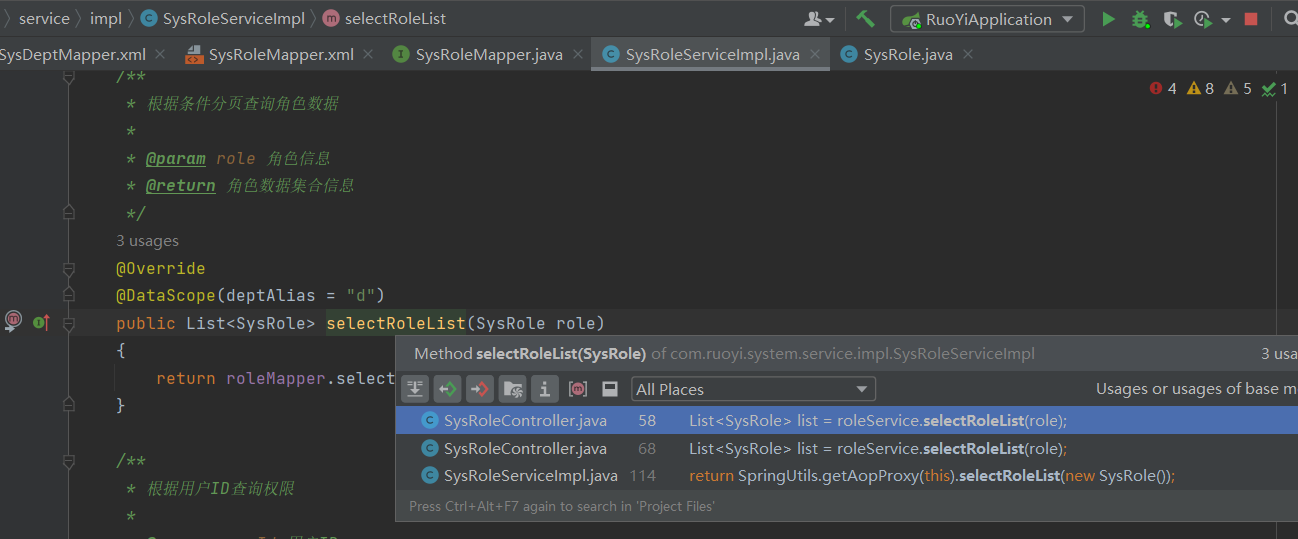 service impl SysRoleServiceImpl selectRoleList RuoYiApplication
SysDeptMapper.xml SysRoleMapper.xml SysRoleMapper.java SysRoleServiceImpl.java SysRole.java
/** 4 8 5 1
* 根据条件分页查询角色数据
*
* @param role 角色信息
* @return 角色数据集合信息
*/
3 usages
@Override
@DataScope(deptAlias = "d")
public List<SysRole> selectRoleList(SysRole role)
{
Method selectRoleList(SysRole) of com.ruoyi.system.service.impl.SysRoleServiceImpl 3 usa
return roleMapper.select
All Places Usages or usages of base m
}
SysRoleController.java 58 List<SysRole> list = roleService.selectRoleList(role);
SysRoleController.java 68 List<SysRole> list = roleService.selectRoleList(role);
SysRoleServiceImpl.java 114 return SpringUtils.getAopProxy(this).selectRoleList(new SysRole());
Press Ctrl+Alt+F7 again to search in 'Project Files'
/**
* 根据用户ID查询权限
*